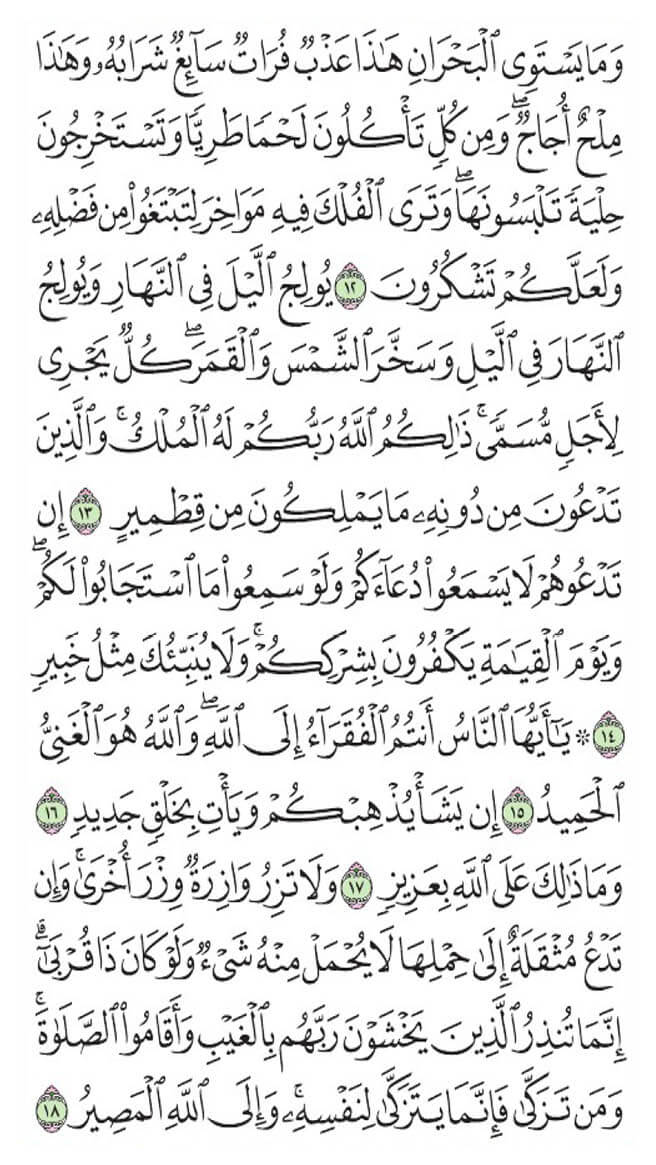 وَمَا يَسْتَوِى ٱلْبَحْرَانِ هَٰذَا عَذْبٌ فُرَاتٌ سَآئِغٌ شَرَابُهُۥ وَهَٰذَا
مِلْحٌ أُجَاجٌ ۖ وَمِن كُلٍّ تَأْكُلُونَ لَحْمًا طَرِيًّا وَتَسْتَخْرِجُونَ
حِلْيَةً تَلْبَسُونَهَا ۖ وَتَرَى ٱلْفُلْكَ فِيهِ مَوَاخِرَ لِتَبْتَغُوا۟ مِن فَضْلِهِۦ
وَلَعَلَّكُمْ تَشْكُرُونَ ١٢ يُولِجُ ٱلَّيْلَ فِى ٱلنَّهَارِ وَيُولِجُ
ٱلنَّهَارَ فِى ٱلَّيْلِ وَسَخَّرَ ٱلشَّمْسَ وَٱلْقَمَرَ ۖ كُلٌّ يَجْرِى
لِأَجَلٍ مُّسَمًّى ۚ ذَٰلِكُمُ ٱللَّهُ رَبُّكُمْ لَهُ ٱلْمُلْكُ ۚ وَٱلَّذِينَ
تَدْعُونَ مِن دُونِهِۦ مَا يَمْلِكُونَ مِن قِطْمِيرٍ ١٣ إِن
تَدْعُوهُمْ لَا يَسْمَعُوا۟ دُعَآءَكُمْ وَلَوْ سَمِعُوا۟ مَا ٱسْتَجَابُوا۟ لَكُمْ ۖ
وَيَوْمَ ٱلْقِيَٰمَةِ يَكْفُرُونَ بِشِرْكِكُمْ ۚ وَلَا يُنَبِّئُكَ مِثْلُ خَبِيرٍ
١٤ ۞ يَٰٓأَيُّهَا ٱلنَّاسُ أَنتُمُ ٱلْفُقَرَآءُ إِلَى ٱللَّهِ ۖ وَٱللَّهُ هُوَ ٱلْغَنِىُّ
ٱلْحَمِيدُ ١٥ إِن يَشَأْ يُذْهِبْكُمْ وَيَأْتِ بِخَلْقٍ جَدِيدٍ ١٦
وَمَا ذَٰلِكَ عَلَى ٱللَّهِ بِعَزِيزٍ ١٧ وَلَا تَزِرُ وَازِرَةٌ وِزْرَ أُخْرَىٰ ۚ وَإِن
تَدْعُ مُثْقَلَةٌ إِلَىٰ حِمْلِهَا لَا يُحْمَلْ مِنْهُ شَىْءٌ وَلَوْ كَانَ ذَا قُرْبَىٰٓ ۗ
إِنَّمَا تُنذِرُ ٱلَّذِينَ يَخْشَوْنَ رَبَّهُم بِٱلْغَيْبِ وَأَقَامُوا۟ ٱلصَّلَوٰةَ ۚ
وَمَن تَزَكَّىٰ فَإِنَّمَا يَتَزَكَّىٰ لِنَفْسِهِۦ ۚ وَإِلَى ٱللَّهِ ٱلْمَصِيرُ ١٨